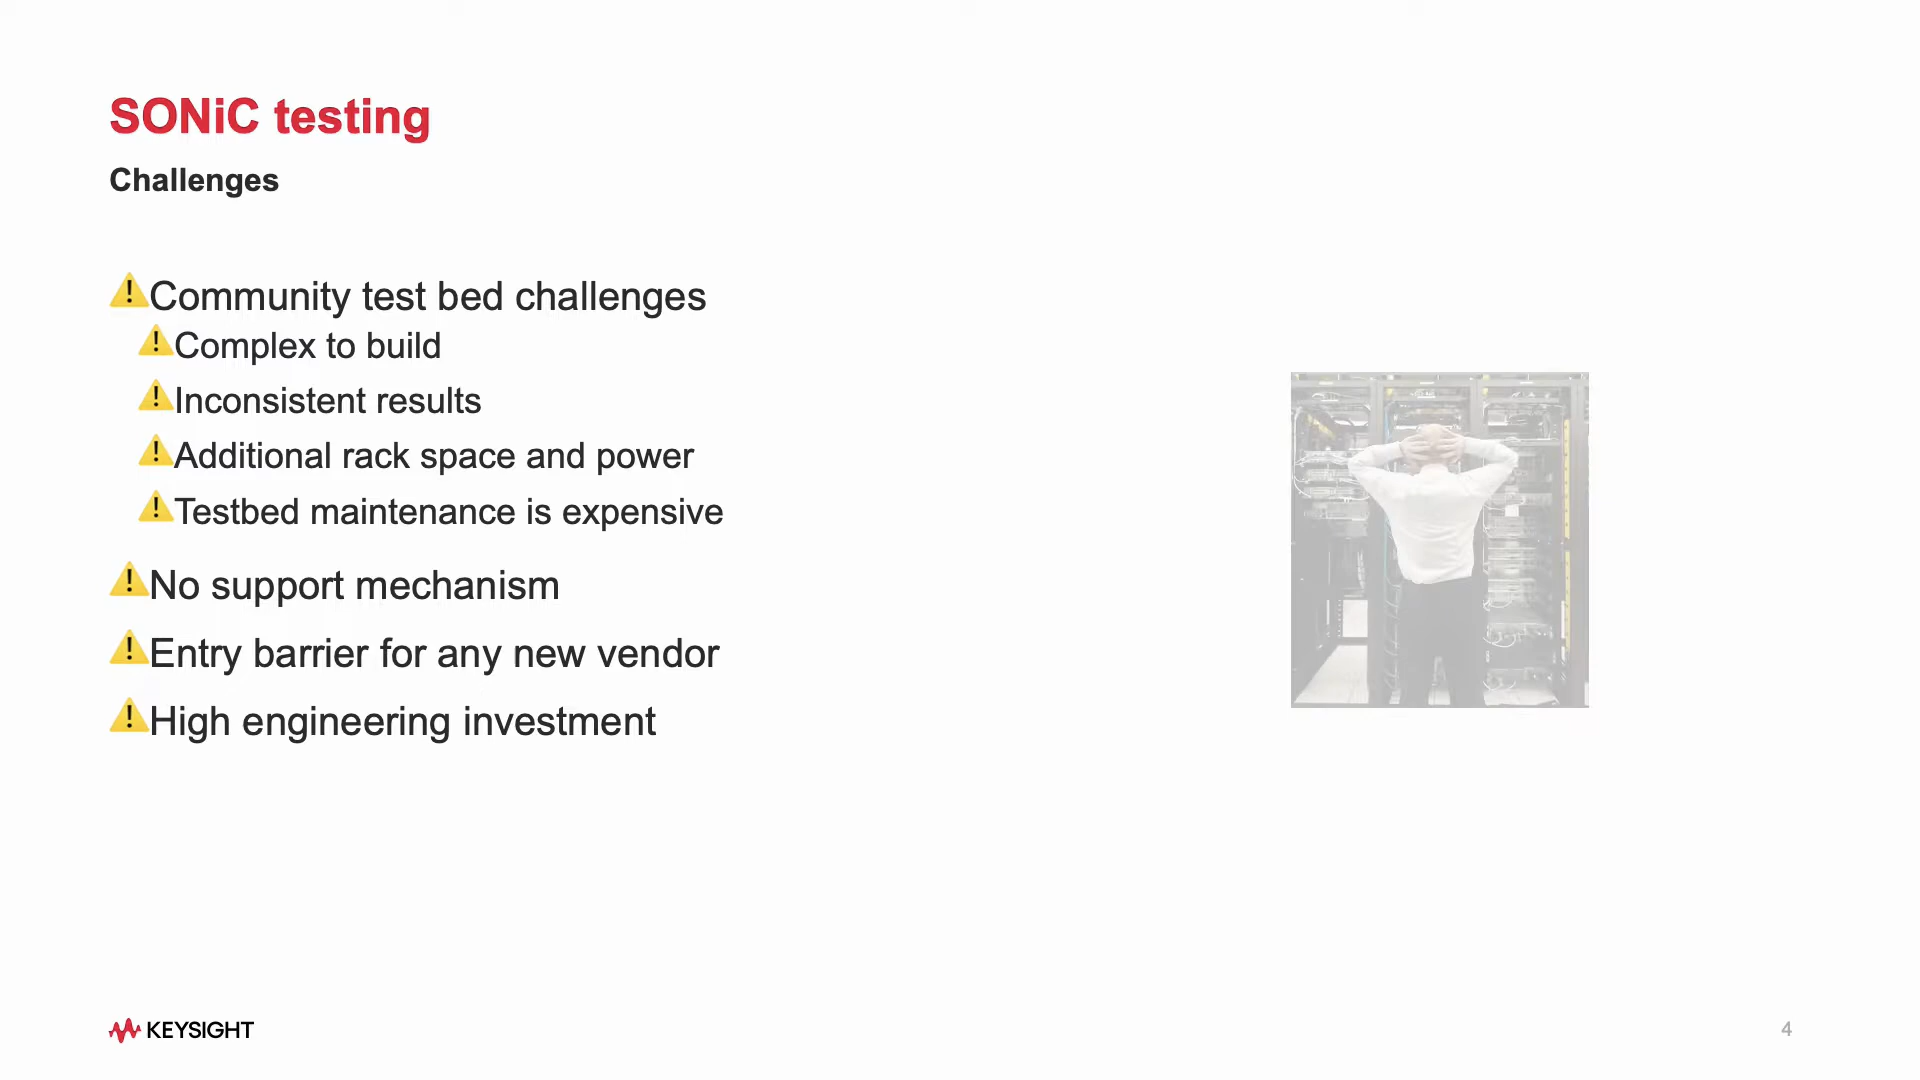 SONiC testing
Challenges
⚠️Community test bed challenges
⚠️Complex to build
⚠️Inconsistent results
⚠️Additional rack space and power
⚠️Testbed maintenance is expensive
⚠️No support mechanism
⚠️Entry barrier for any new vendor
⚠️High engineering investment
KEYSIGHT
4